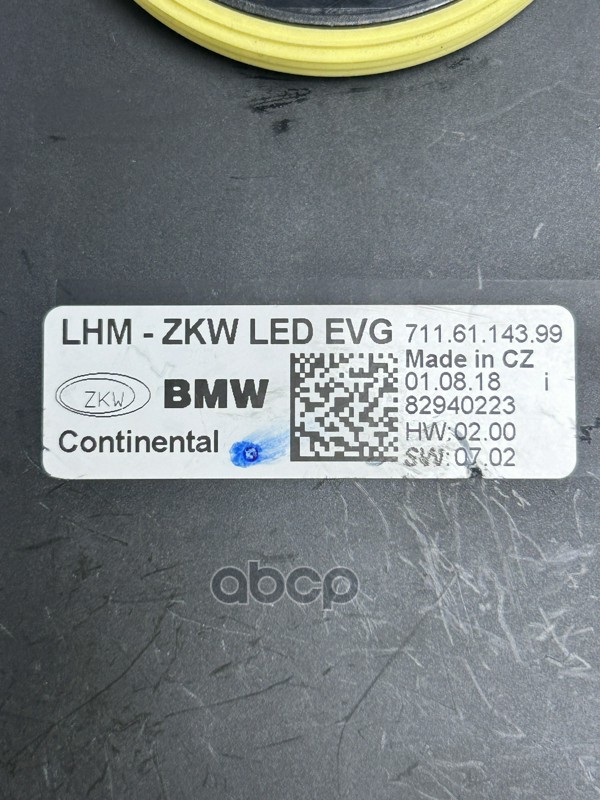 LHM - ZKW LED EVG 711.61.143.99
Made in CZ
ZKW BMW 01.08.18 i
82940223
Continental HW:02.00
SW:07.02
abcp